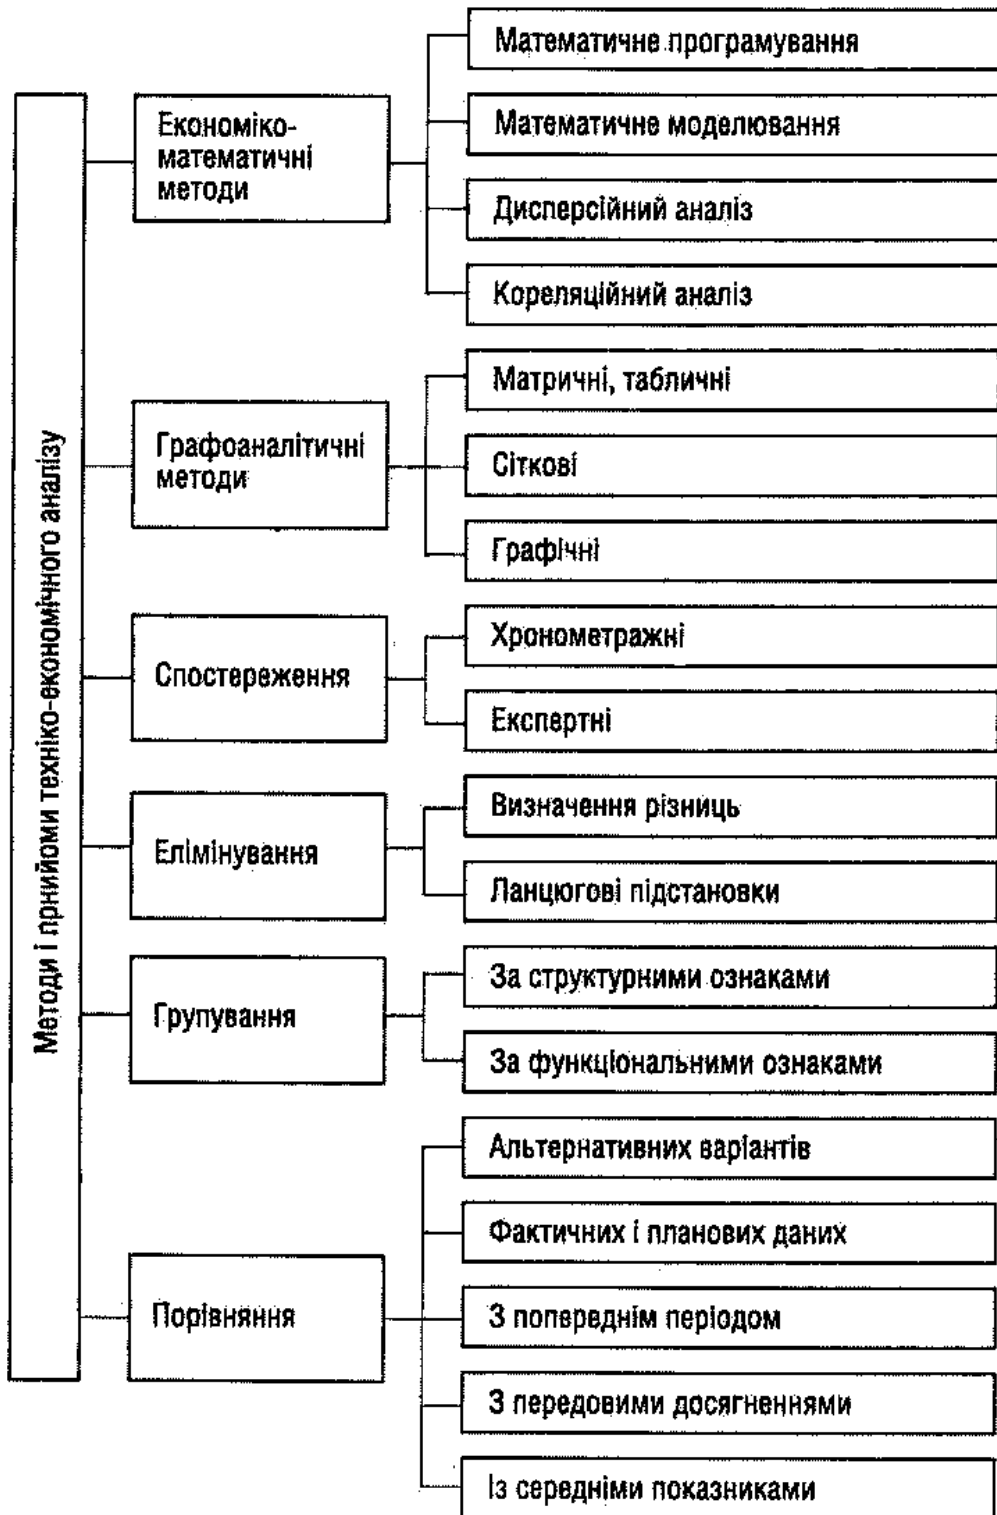 Методи і прнийоми техніко-економічного аналізу
Економіко-
математичні
методи
Математичне програмування
Математичне моделювання
Дисперсійний аналіз
Кореляційний аналіз
Графоаналітичні
методи
Матричні, табличні
Сіткові
Графічні
Спостереження
Хронометражні
Експертні
Елімінування
Визначення різниць
Ланцюгові підстановки
Групування
За структурними ознаками
За функціональними ознаками
Порівняння
Альтернативних варіантів
Фактичних і планових даних
З попереднім періодом
З передовими досягненнями
Із середніми показниками